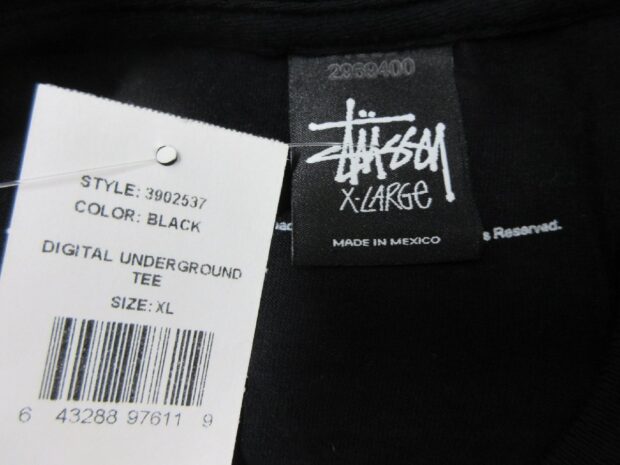 2959400
Stüssy
X-LARGE
MADE IN MEXICO
s Reserved.
STYLE: 3902537
COLOR: BLACK
DIGITAL UNDERGROUND
TEE
SIZE: XL
6 43288 97611 9